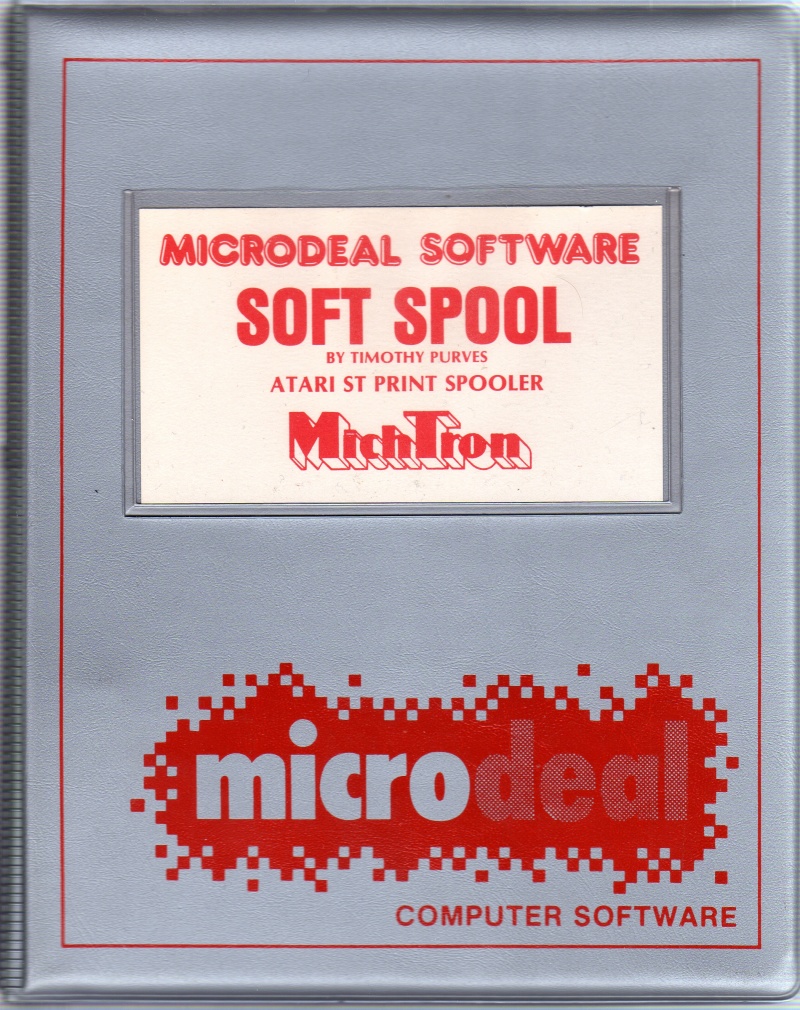 MICRODEAL SOFTWARE
SOFT SPOOL
BY TIMOTHY PURVES
ATARI ST PRINT SPOOLER
MichTron
microdeal
COMPUTER SOFTWARE